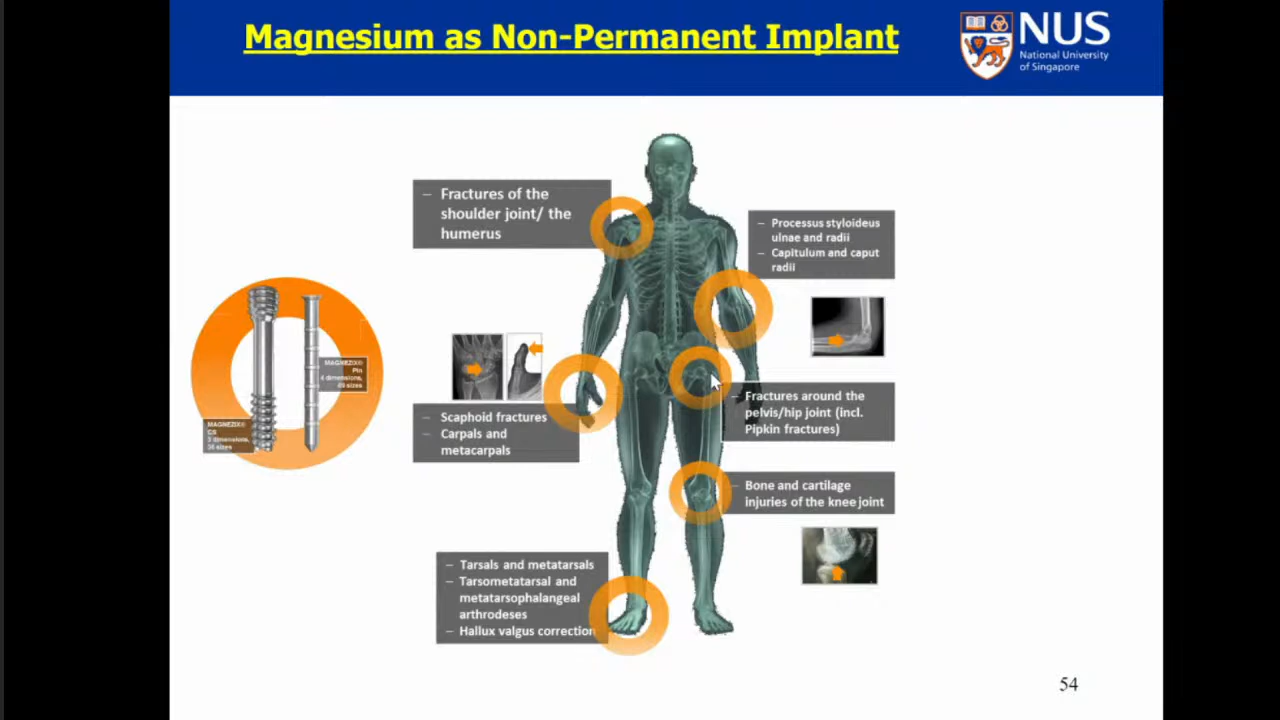 Magnesium as Non-Permanent Implant
NUS
National University
of Singapore
– Fractures of the
shoulder joint/ the
humerus
– Processus styloideus
ulnae and radii
– Capitulum and caput
radii
MAGNEZIX®
Pin
4 dimensions,
49 sizes
MAGNEZIX®
CS
3 dimensions,
38 sizes
– Scaphoid fractures
– Carpals and
metacarpals
– Fractures around the
pelvis/hip joint (incl.
Pipkin fractures)
– Bone and cartilage
injuries of the knee joint
– Tarsals and metatarsals
– Tarsometatarsal and
metatarsophalangeal
arthrodeses
– Hallux valgus correction
54